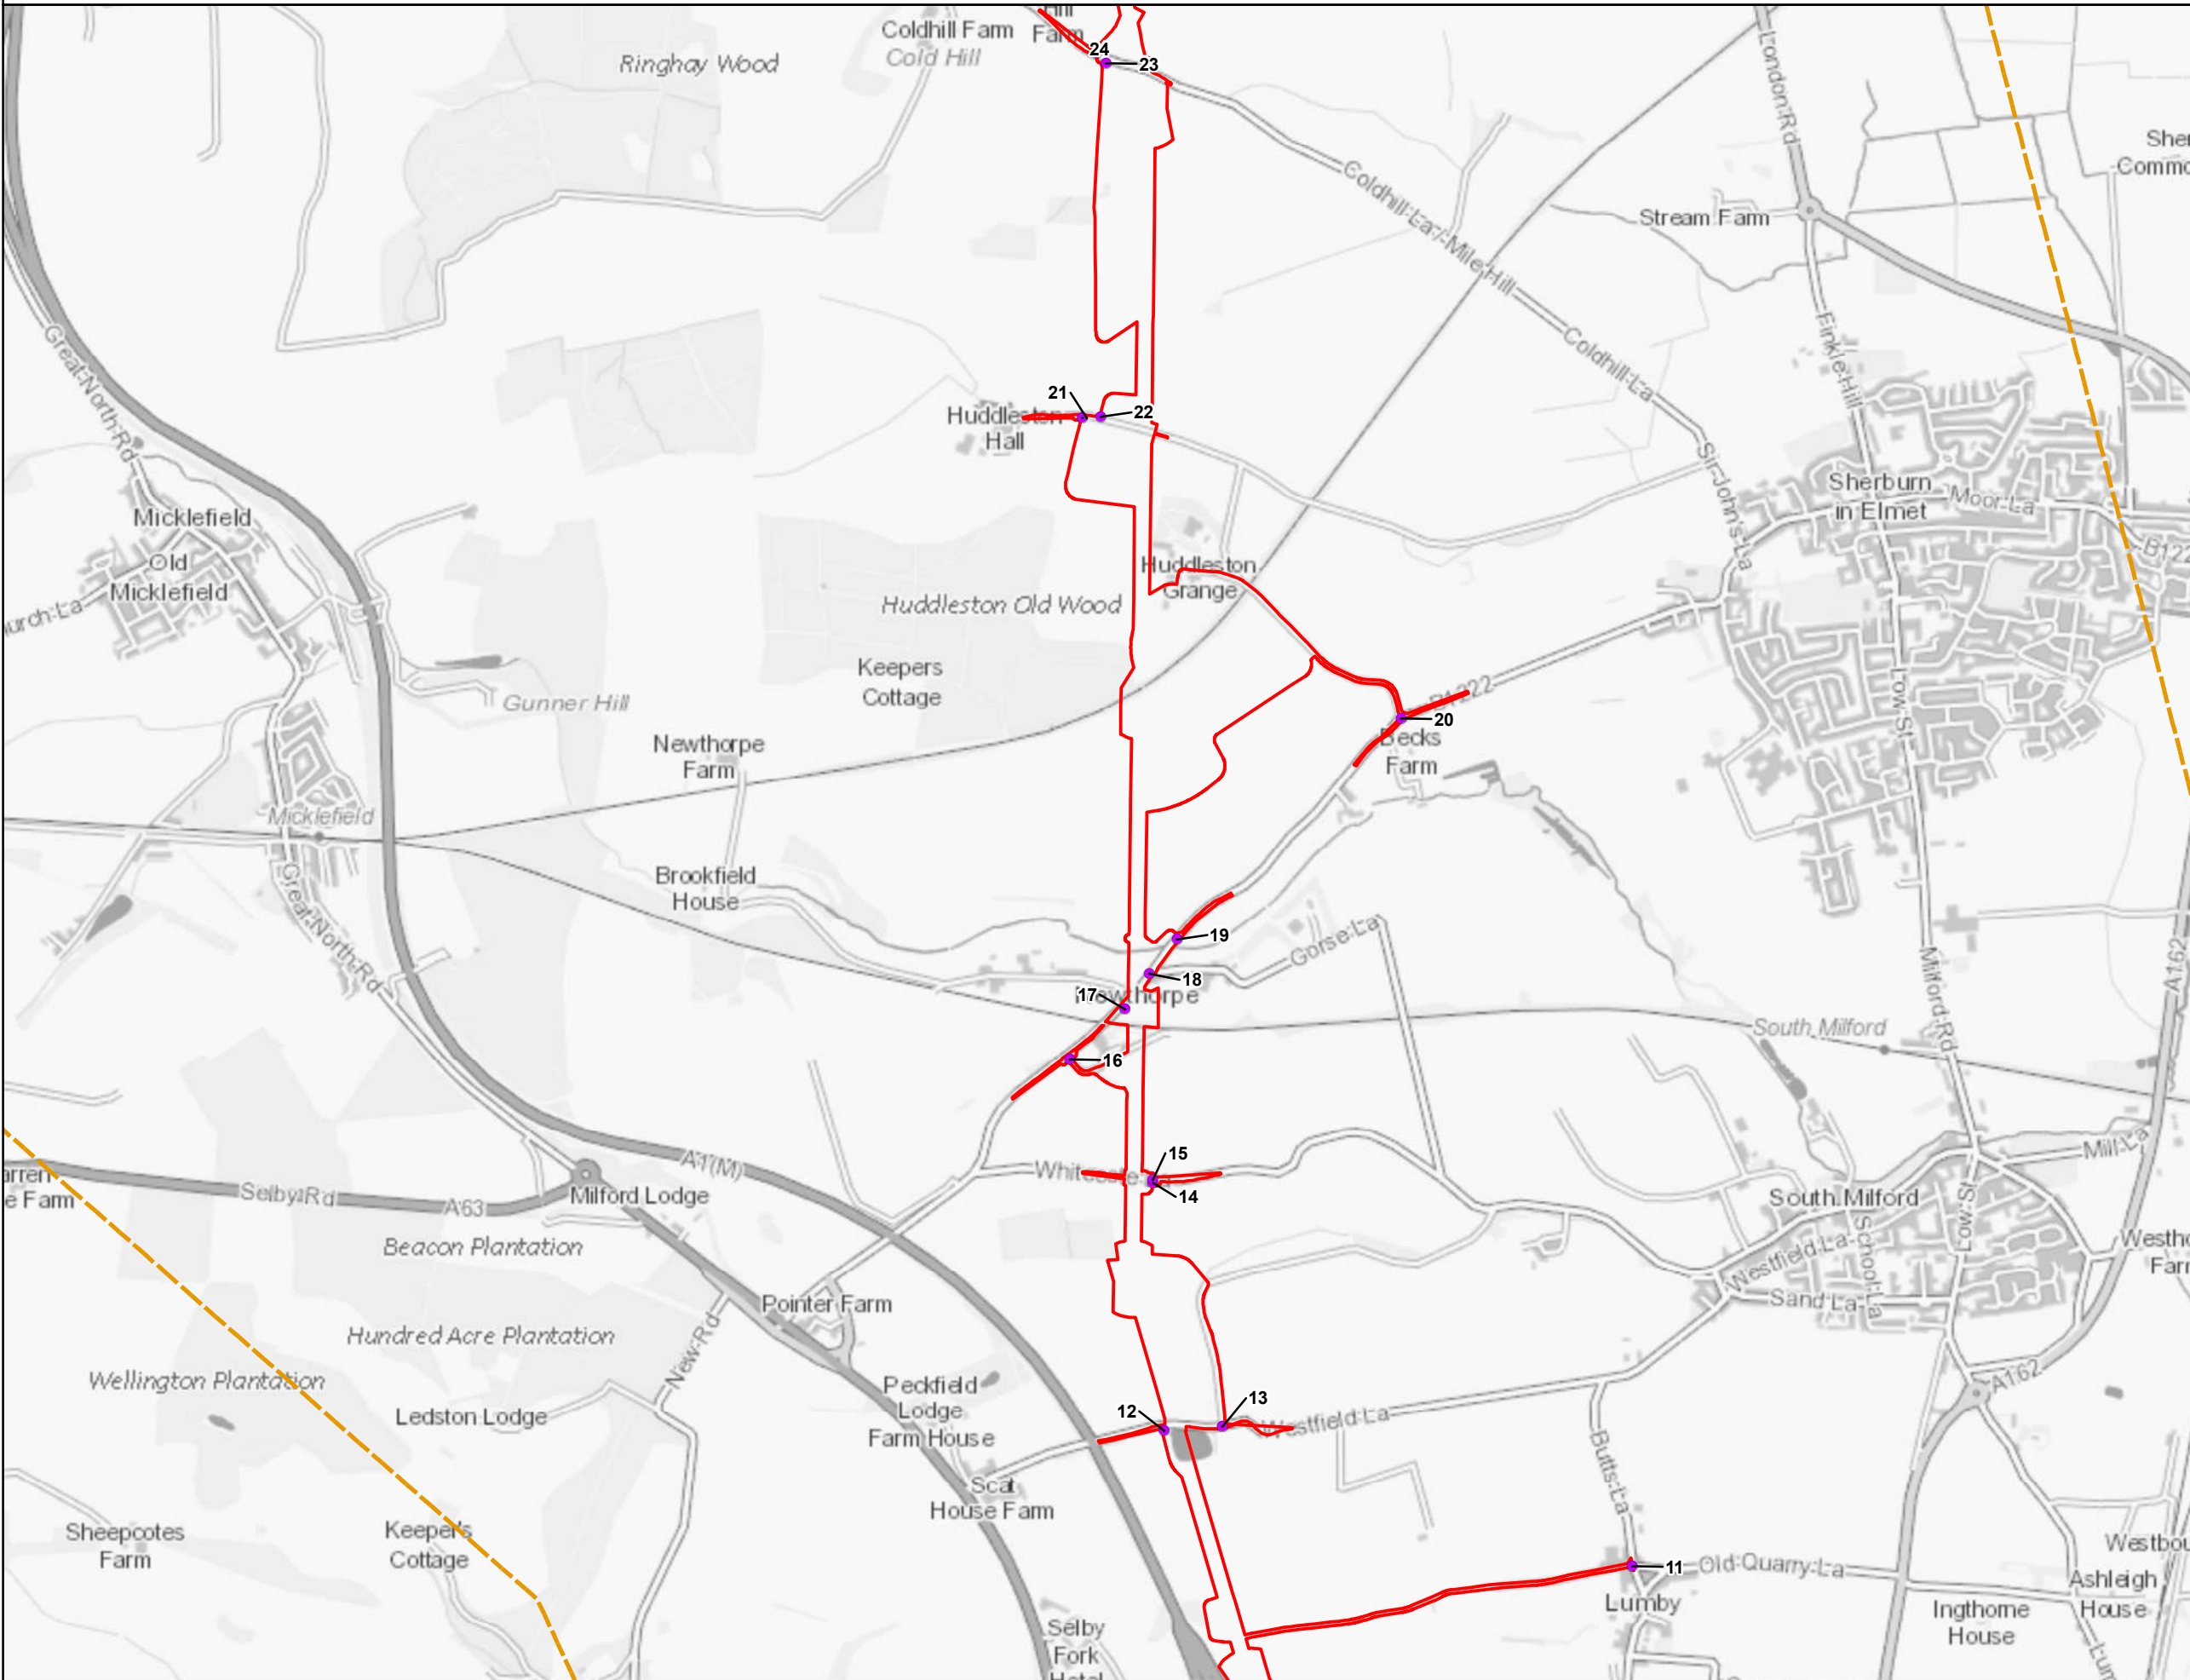 Hill
Farm
Coldhill Farm
Cold Hill
Ringhay Wood
24
23
London Rd
Stream Farm
Coldhill La / Mile Hill
Coldhill La
Finkle Hill
Great North Rd
21
22
Huddleston
Hall
Sir John's La
Sherburn
in Elmet
Moor La
Micklefield
Old
Micklefield
Huddleston
Grange
Huddleston Old Wood
Keepers
Cottage
Gunner Hill
B1222
20
Becks
Farm
Low St
Newthorpe
Farm
Micklefield
Brookfield
House
Great North Rd
19
Gorse La
18
17
Newthorpe
Milford Rd
A162
South Milford
16
15
14
Mill La
A1(M)
Selby Rd
A63
Milford Lodge
Beacon Plantation
South Milford
Low St
School La
Westfield La
Sand La
Pointer Farm
Hundred Acre Plantation
New Rd
Wellington Plantation
Ledston Lodge
Peckfield
Lodge
Farm House
12
13
Westfield La
A162
Butts La
Scat
House Farm
Sheepcotes
Farm
Keeper's
Cottage
11
Old Quarry La
Lumby
Ingthorne
House
Ashleigh
House
Selby
Fork
Hotel